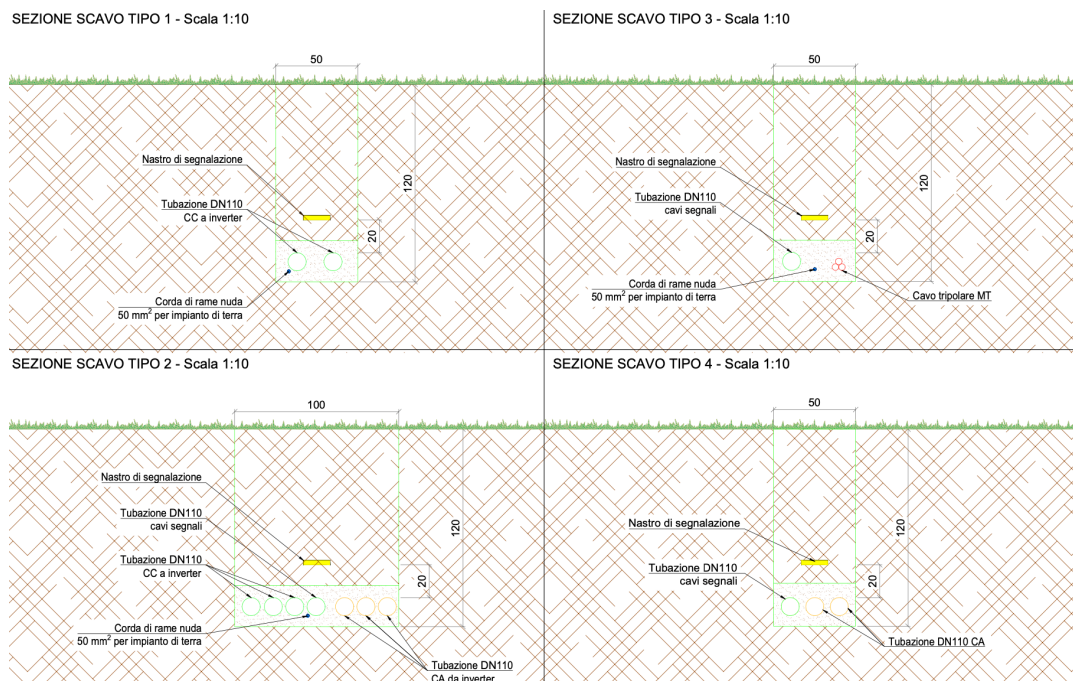 SEZIONE SCAVO TIPO 1 - Scala 1:10
50
Nastro di segnalazione
Tubazione DN110
CC a inverter
120
20
Corda di rame nuda
50 mm² per impianto di terra
SEZIONE SCAVO TIPO 3 - Scala 1:10
50
Nastro di segnalazione
Tubazione DN110
cavi segnali
120
20
Corda di rame nuda
50 mm² per impianto di terra
Cavo tripolare MT
SEZIONE SCAVO TIPO 2 - Scala 1:10
100
Nastro di segnalazione
Tubazione DN110
cavi segnali
120
Tubazione DN110
CC a inverter
20
Corda di rame nuda
50 mm² per impianto di terra
Tubazione DN110
CA da inverter
SEZIONE SCAVO TIPO 4 - Scala 1:10
50
Nastro di segnalazione
120
Tubazione DN110
cavi segnali
20
Tubazione DN110 CA